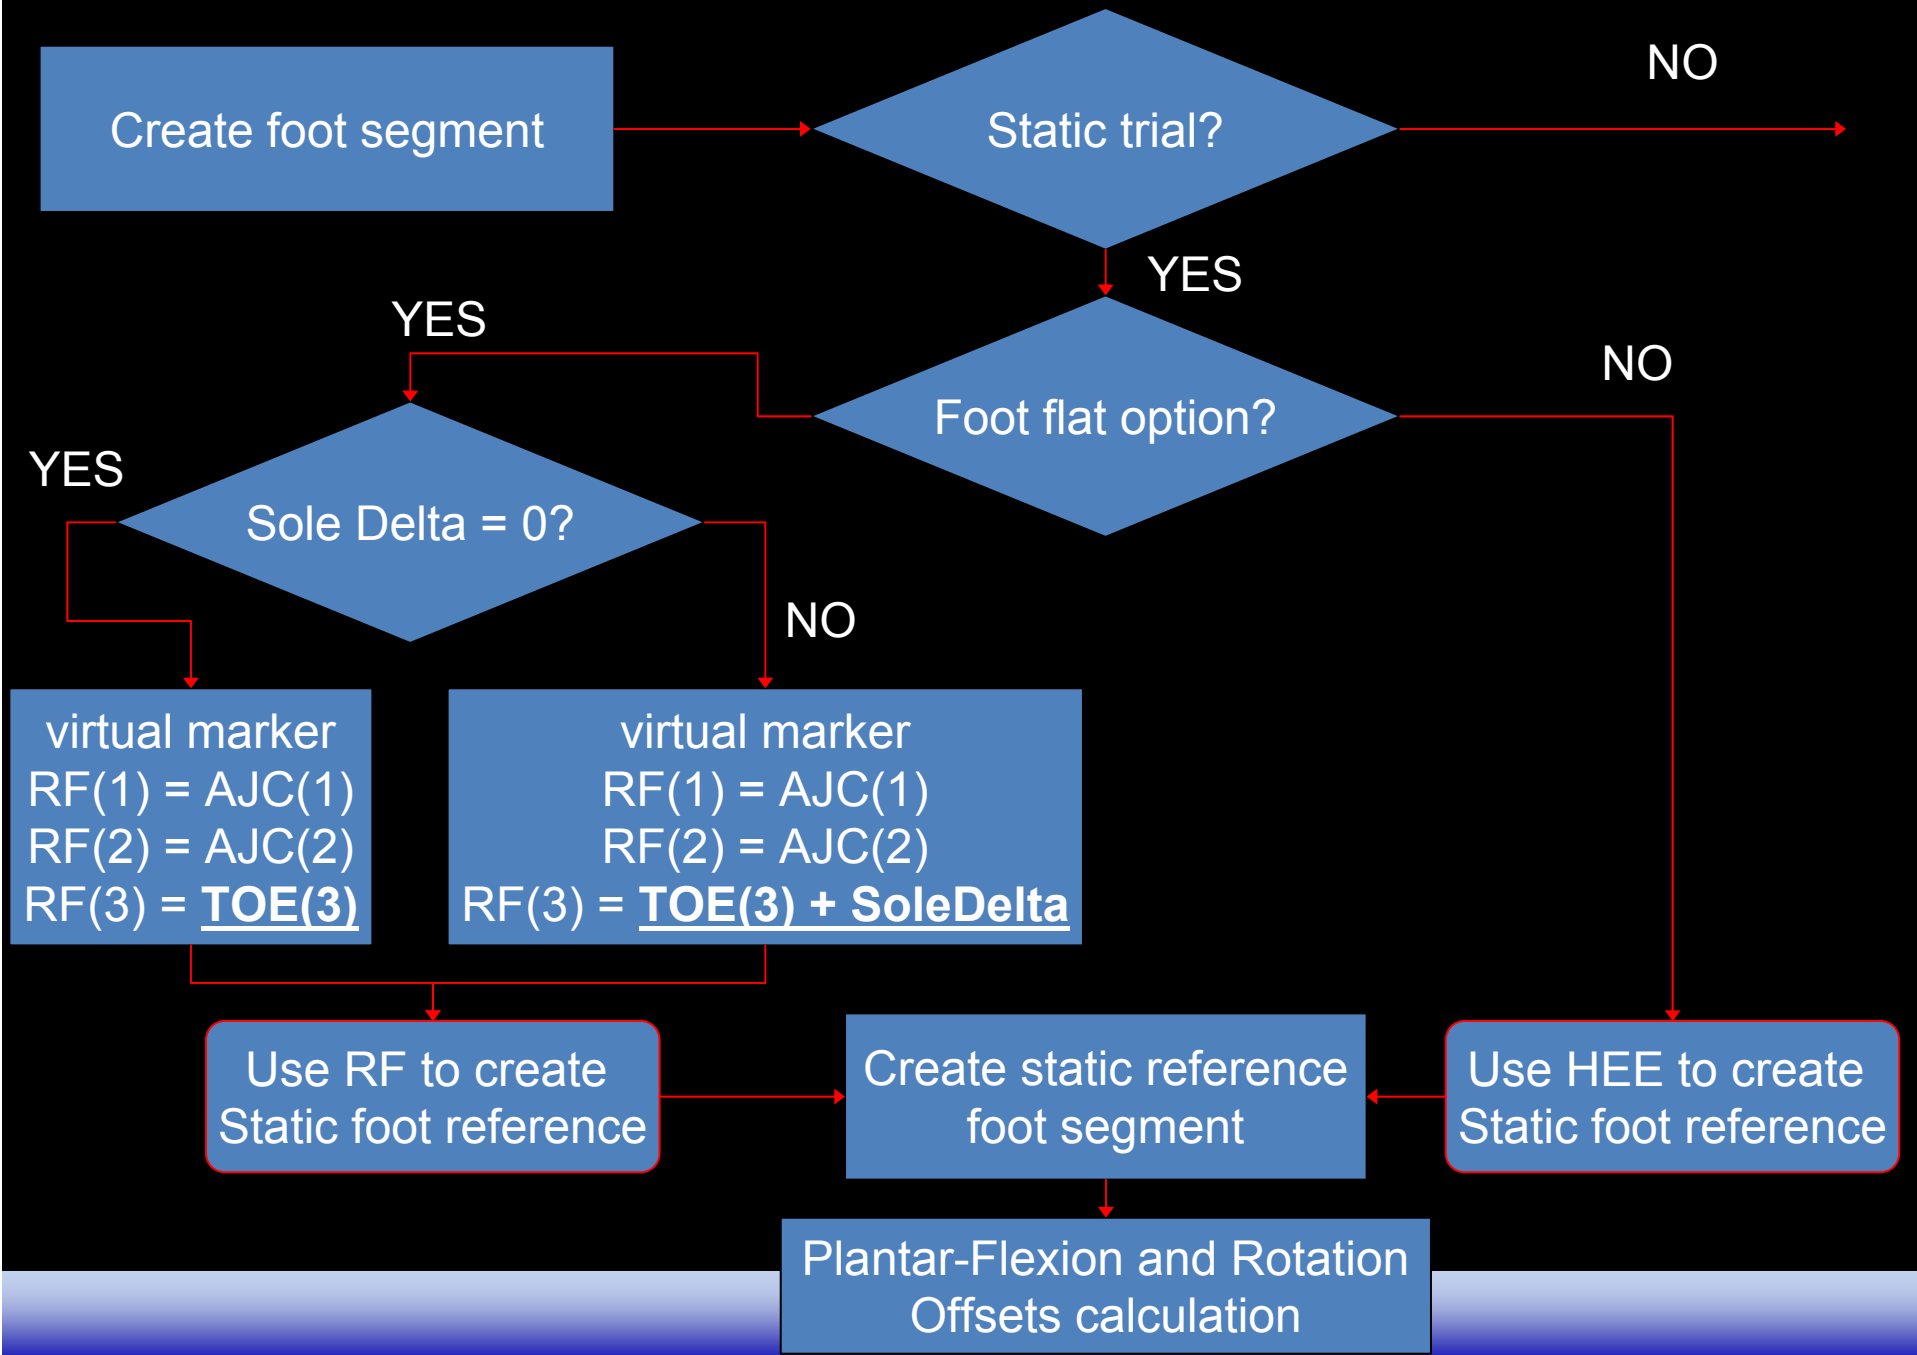 Create foot segment
Static trial?
NO
YES
YES
Foot flat option?
NO
YES
Sole Delta = 0?
NO
virtual marker
RF(1) = AJC(1)
RF(2) = AJC(2)
RF(3) = TOE(3)
virtual marker
RF(1) = AJC(1)
RF(2) = AJC(2)
RF(3) = TOE(3) + SoleDelta
Use RF to create
Static foot reference
Create static reference
foot segment
Use HEE to create
Static foot reference
Plantar-Flexion and Rotation
Offsets calculation